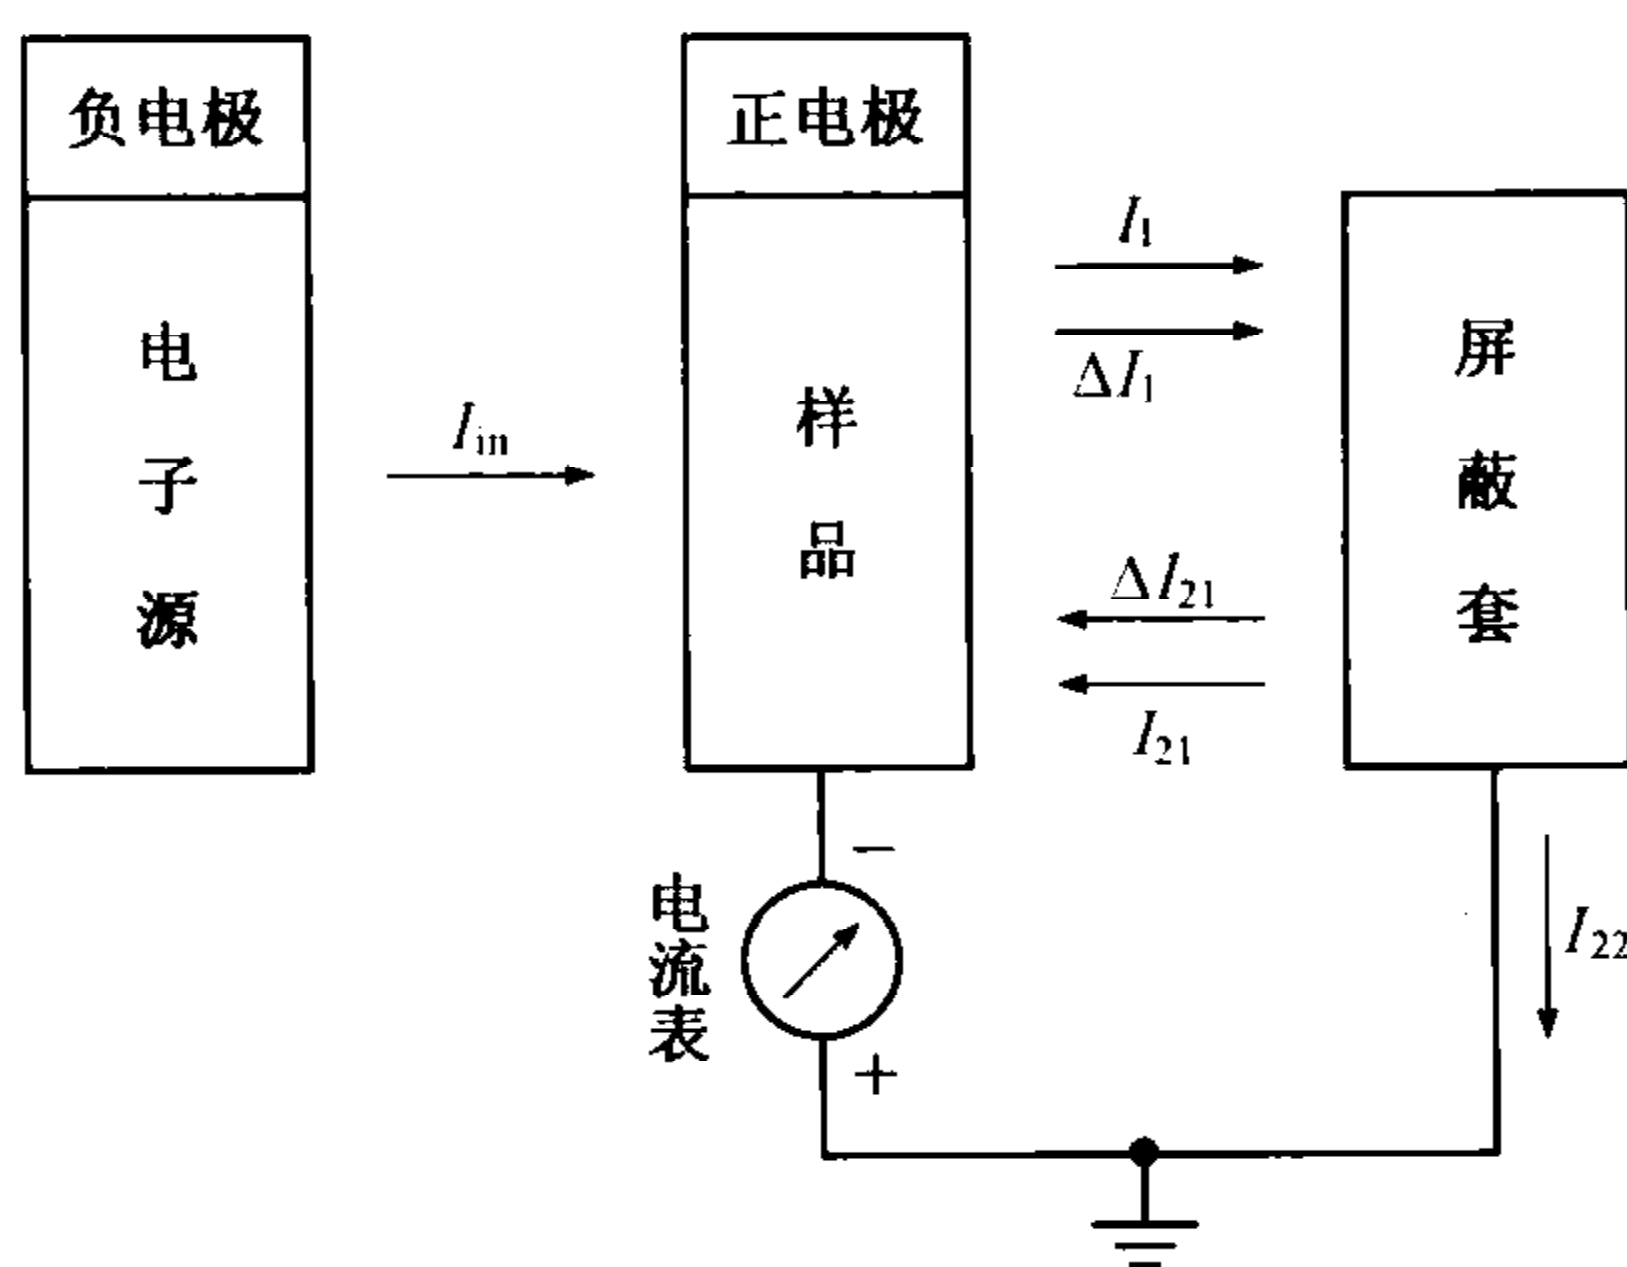 负电极
正电极
电子源
I_in
样品
I_1
ΔI_1
ΔI_21
I_21
屏蔽套
电流表
−
+
I_22